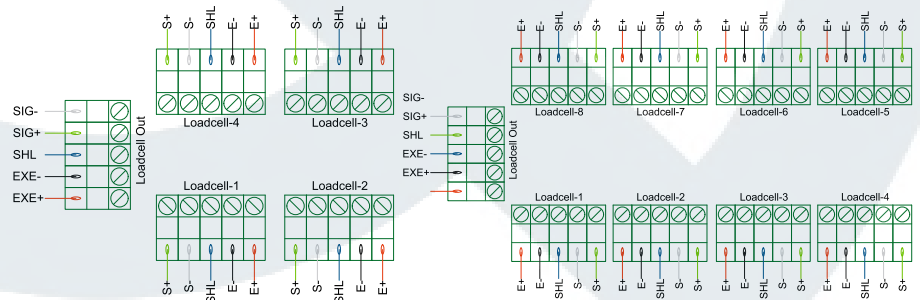 S+ S- SHL E- E+
S+ S- SHL E- E+
Loadcell-4
Loadcell-3
SIG-
SIG+
SHL
EXE-
EXE+
Loadcell Out
Loadcell-1
Loadcell-2
S+ S- SHL E- E+
S+ S- SHL E- E+
E+ E- SHL S- S+
E+ E- SHL S- S+
E+ E- SHL S- S+
E+ E- SHL S- S+
Loadcell-8
Loadcell-7
Loadcell-6
Loadcell-5
SIG-
SIG+
SHL
EXE-
EXE+
Loadcell Out
Loadcell-1
Loadcell-2
Loadcell-3
Loadcell-4
E+ E- SHL S- S+
E+ E- SHL S- S+
E+ E- SHL S- S+
E+ E- SHL S- S+